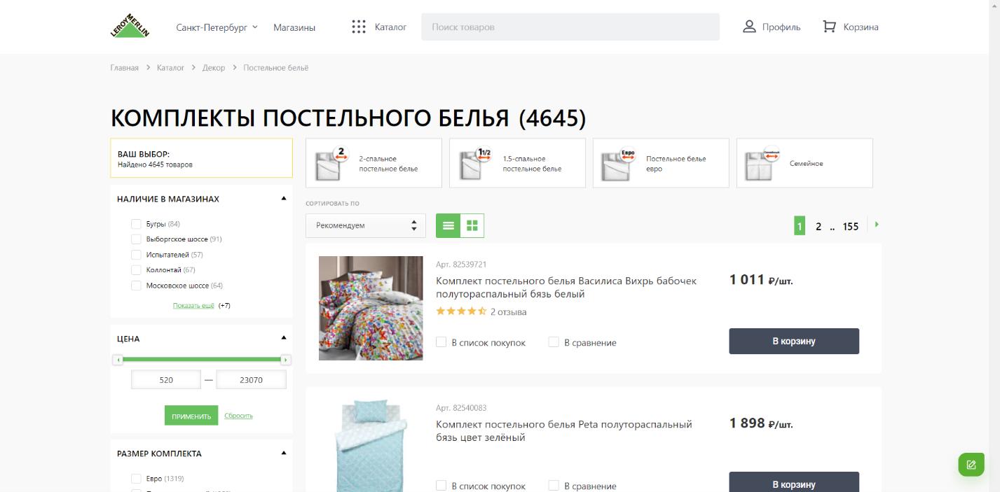 LEROY MERLIN
Санкт-Петербург
Магазины
Каталог
Поиск товаров
Профиль
Корзина
Главная > Каталог > Декор > Постельное бельё
КОМПЛЕКТЫ ПОСТЕЛЬНОГО БЕЛЬЯ (4645)
ВАШ ВЫБОР:
Найдено 4645 товаров
НАЛИЧИЕ В МАГАЗИНАХ
Бугры (84)
Выборгское шоссе (91)
Испытателей (57)
Коллонтай (67)
Московское шоссе (64)
Показать ещё (+7)
ЦЕНА
520 — 23070
ПРИМЕНИТЬ Сбросить
РАЗМЕР КОМПЛЕКТА
Евро (1319)
2
2-спальное
постельное белье
1 1/2
1.5-спальное
постельное белье
Евро
Постельное белье
евро
Семейный
Семейное
СОРТИРОВАТЬ ПО
Рекомендуем
1 2 .. 155
Арт. 82539721
Комплект постельного белья Василиса Вихрь бабочек
полутораспальный бязь белый
2 отзыва
В список покупок
В сравнение
1 011 ₽/шт.
В корзину
Арт. 82540083
Комплект постельного белья Peta полутораспальный
бязь цвет зелёный
В список покупок
В сравнение
1 898 ₽/шт.
В корзину